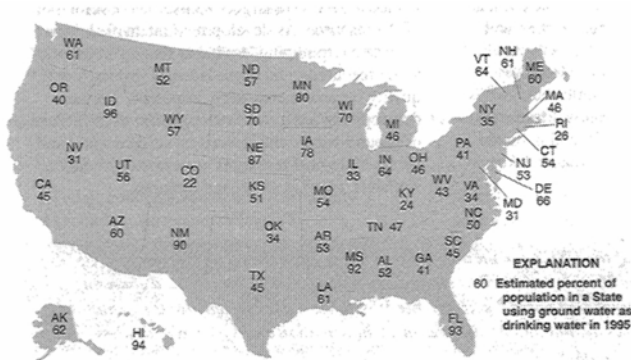 WA
61
OR
40
ID
96
MT
52
ND
57
MN
80
WI
70
MI
46
VT
64
NH
61
ME
60
MA
46
RI
26
CT
54
NJ
53
DE
66
MD
31
NY
35
PA
41
SD
70
WY
57
NV
31
UT
56
CO
22
NE
87
IA
78
IL
33
IN
64
OH
46
WV
43
VA
34
KY
24
CA
45
KS
51
MO
54
NC
50
TN 47
AZ
60
NM
90
OK
34
AR
53
SC
45
MS
92
AL
52
GA
41
TX
45
LA
61
FL
93
AK
62
HI
94
EXPLANATION
60 Estimated percent of
population in a State
using ground water as
drinking water in 1995